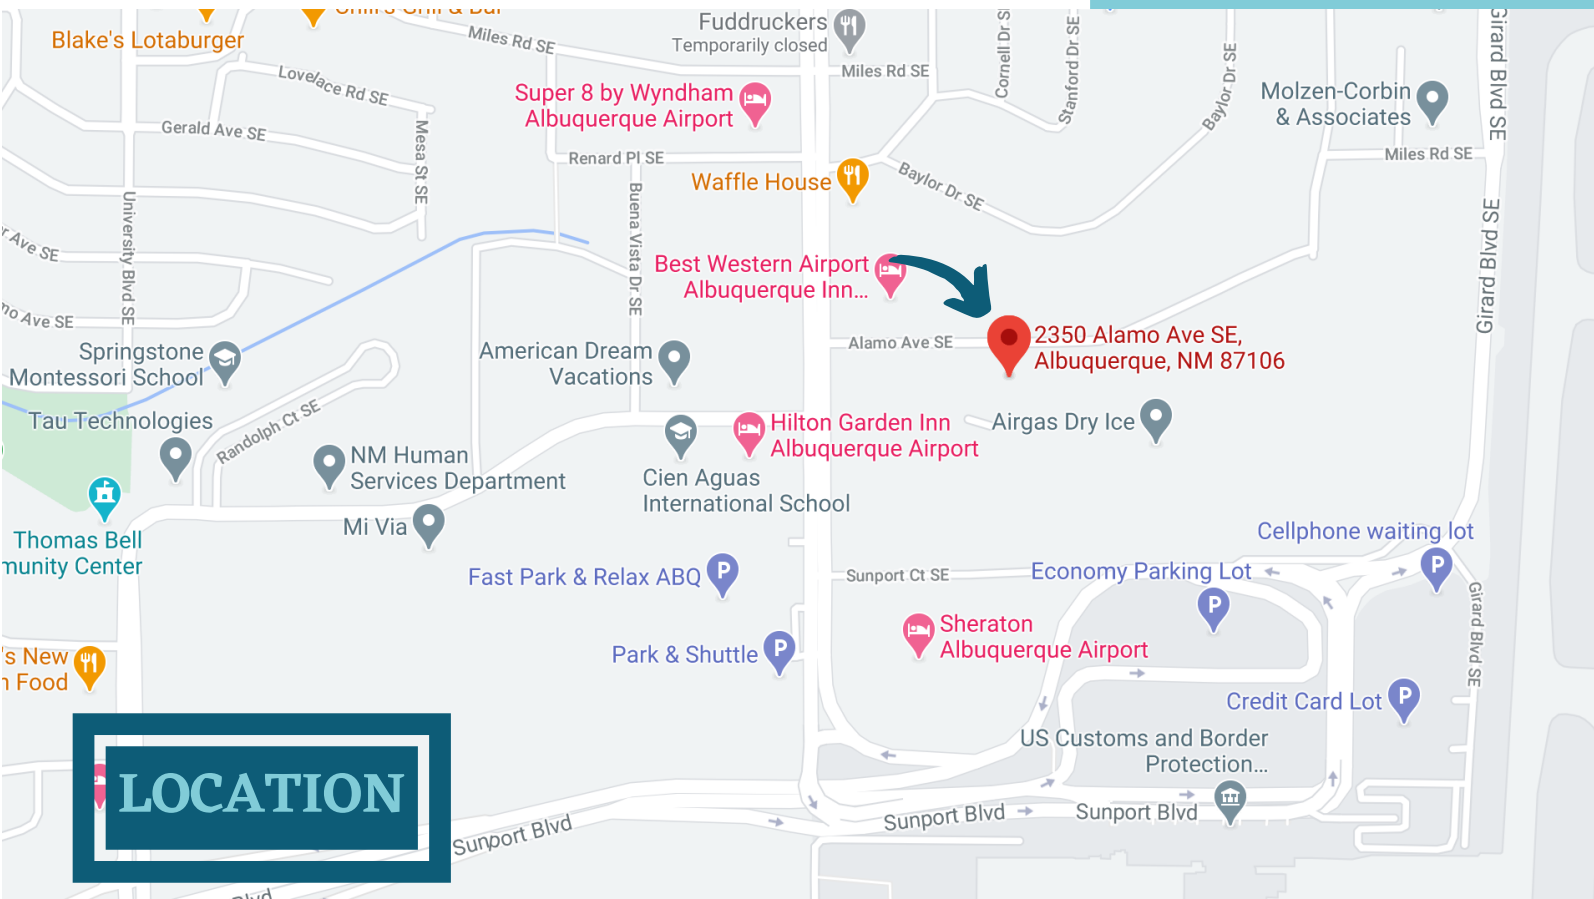 Chili's Grill & Bar
Blake's Lotaburger
Miles Rd SE
Fuddruckers
Temporarily closed
Miles Rd SE
Cornell Dr S
Stanford Dr SE
Baylor Dr SE
Girard Blvd SE
Lovelace Rd SE
Super 8 by Wyndham
Albuquerque Airport
Molzen-Corbin
& Associates
Gerald Ave SE
Mesa St SE
Renard Pl SE
Miles Rd SE
Waffle House
Baylor Dr SE
University Blvd SE
Buena Vista Dr SE
r Ave SE
Girard Blvd SE
Best Western Airport
Albuquerque Inn...
mo Ave SE
Alamo Ave SE
2350 Alamo Ave SE,
Albuquerque, NM 87106
Springstone
Montessori School
American Dream
Vacations
Tau Technologies
Randolph Ct SE
Hilton Garden Inn
Albuquerque Airport
Airgas Dry Ice
NM Human
Services Department
Cien Aguas
International School
Mi Via
Thomas Bell
munity Center
Cellphone waiting lot
Fast Park & Relax ABQ
P
Sunport Ct SE
Economy Parking Lot
P
P
Girard Blvd SE
Sheraton
Albuquerque Airport
Park & Shuttle
P
's New
n Food
Credit Card Lot
P
US Customs and Border
Protection...
LOCATION
Sunport Blvd
Sunport Blvd
Sunport Blvd
lvd